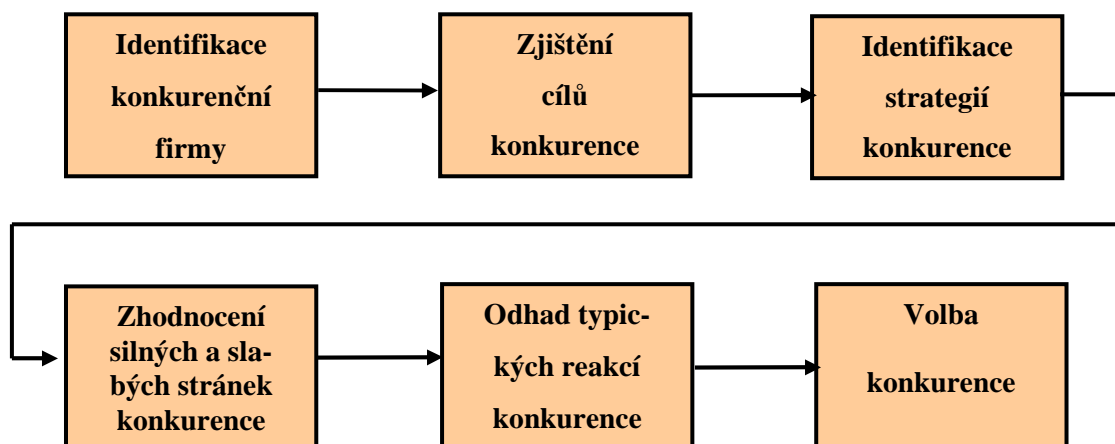 Identifikace
konkurenční
firmy
Zjištění
cílů
konkurence
Identifikace
strategií
konkurence
Zhodnocení
silných a sla-
bých stránek
konkurence
Odhad typic-
kých reakcí
konkurence
Volba
konkurence